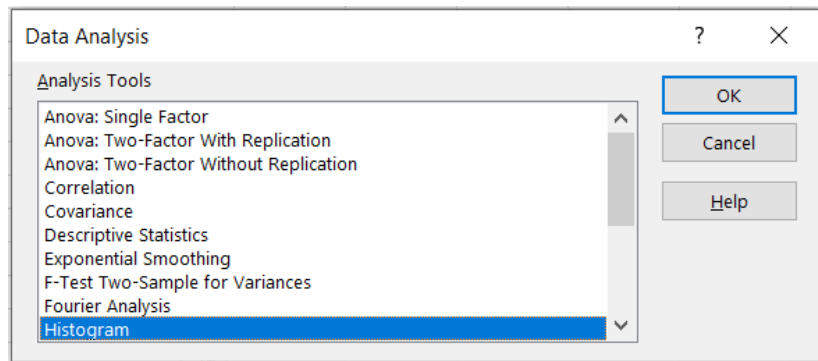 Data Analysis ?
Analysis Tools
Anova: Single Factor
Anova: Two-Factor With Replication
Anova: Two-Factor Without Replication
Correlation
Covariance
Descriptive Statistics
Exponential Smoothing
F-Test Two-Sample for Variances
Fourier Analysis
Histogram
OK
Cancel
Help